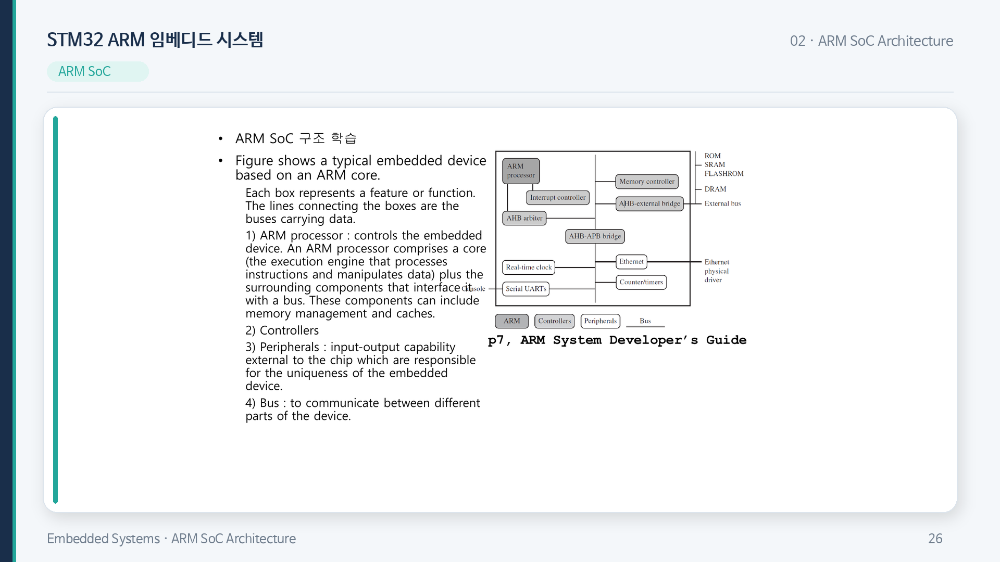 STM32 ARM 임베디드 시스템
02 · ARM SoC Architecture
ARM SoC
• ARM SoC 구조 학습
• Figure shows a typical embedded device
based on an ARM core.
Each box represents a feature or function.
The lines connecting the boxes are the
buses carrying data.
1) ARM processor : controls the embedded
device. An ARM processor comprises a core
(the execution engine that processes
instructions and manipulates data) plus the
surrounding components that interface it
with a bus. These components can include
memory management and caches.
2) Controllers
3) Peripherals : input-output capability
external to the chip which are responsible
for the uniqueness of the embedded
device.
4) Bus : to communicate between different
parts of the device.
ARM
processor
Interrupt controller
AHB arbiter
Memory controller
AHB-external bridge
AHB-APB bridge
ROM
SRAM
FLASHROM
DRAM
External bus
Real-time clock
Console
Serial UARTs
Ethernet
Counter/timers
Ethernet
physical
driver
ARM
Controllers
Peripherals
Bus
p7, ARM System Developer’s Guide
Embedded Systems · ARM SoC Architecture
26